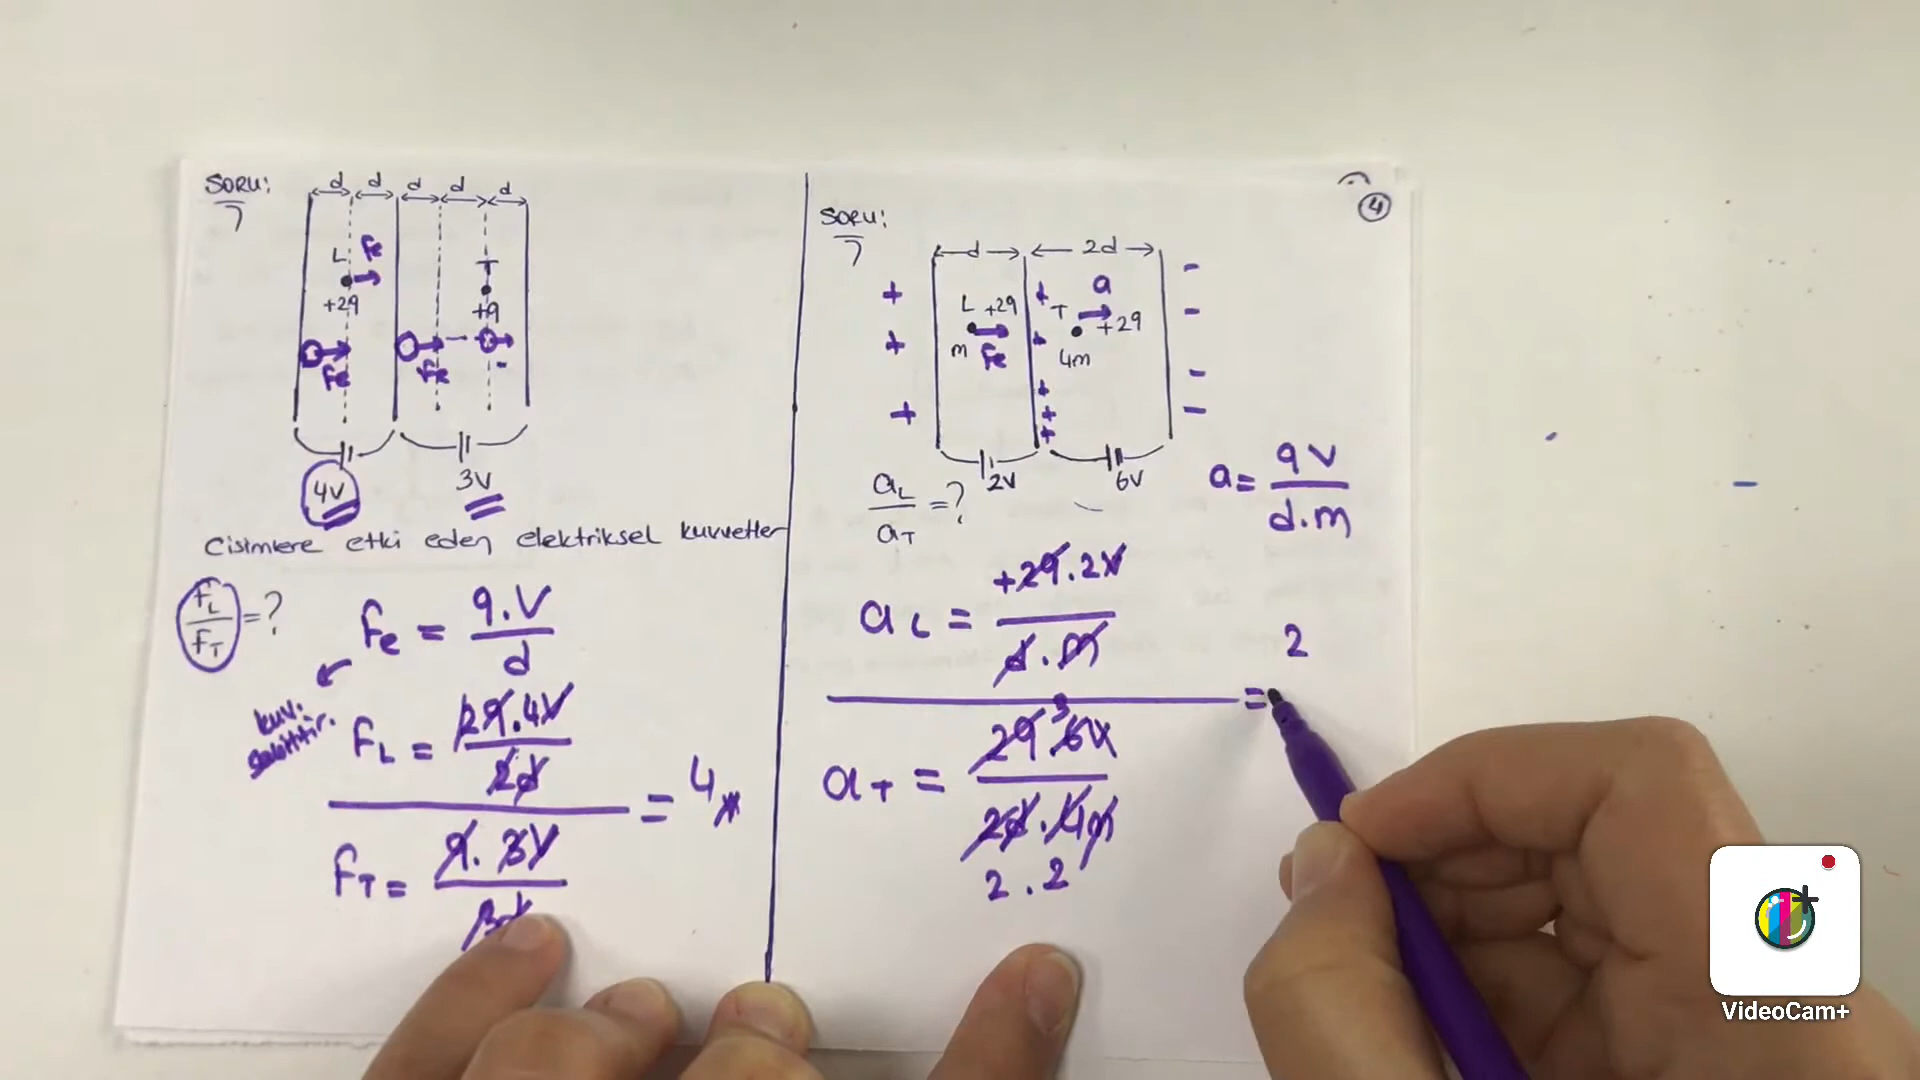 SORU:
7
d d d d d
L Fe
+2q
T
+q
Fe Fe
4V 3V
Cisimlere etki eden elektriksel kuvvetler
FL
FT
= ?
Fe = q.V
d
kuv.
sabittir.
FL = 2q.4V
2d
= 4
FT = q. 3V
3d
4
SORU:
7
d 2d
+ + +
L +2q
m Fe
+ + + + +
T a
+2q
4m
- - - -
2V 6V
aL
aT
= ?
a = qV
d.m
aL = +2q.2V
d.m
= 2
aT = 2q 6V 3
2d.4m
2.2
VideoCam+